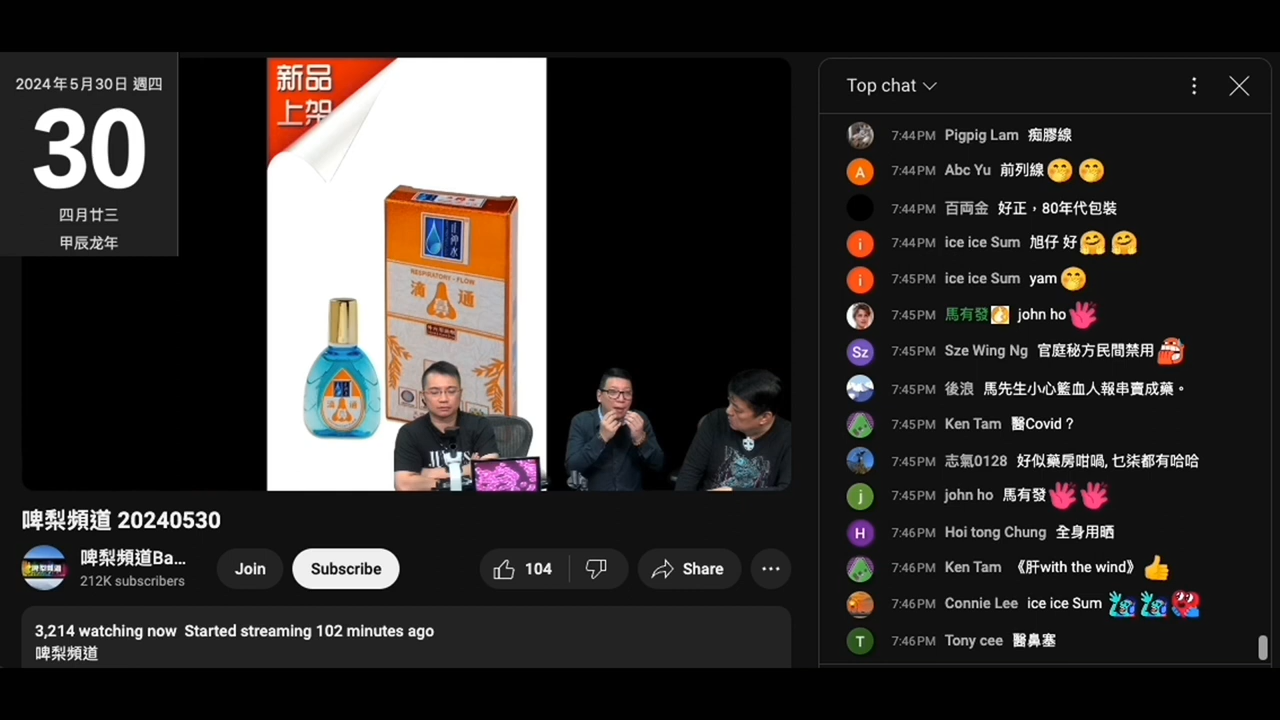 2024年5月30日 週四
30
四月廿三
甲辰龙年
新品
上架
RESPIRATORY-FLOW
滴 通
滴 通
啤梨頻道 20240530
啤梨頻道Ba...
212K subscribers
Join
Subscribe
104
Share
3,214 watching now Started streaming 102 minutes ago
啤梨頻道
Top chat
7:44PM Pigpig Lam 痴膠線
A 7:44PM Abc Yu 前列線🤭🤭
7:44PM 百両金 好正，80年代包裝
i 7:44PM ice ice Sum 旭仔 好🤗🤗
i 7:45PM ice ice Sum yam🤭
7:45PM 馬有發 john ho
Sz 7:45PM Sze Wing Ng 官庭秘方民間禁用
7:45PM 後浪 馬先生小心籃血人報串賣成藥。
7:45PM Ken Tam 醫Covid？
7:45PM 志氣0128 好似藥房咁喎, 乜柒都有哈哈
j 7:45PM john ho 馬有發
H 7:46PM Hoi tong Chung 全身用晒
7:46PM Ken Tam 《肝with the wind》👍
7:46PM Connie Lee ice ice Sum
T 7:46PM Tony cee 醫鼻塞